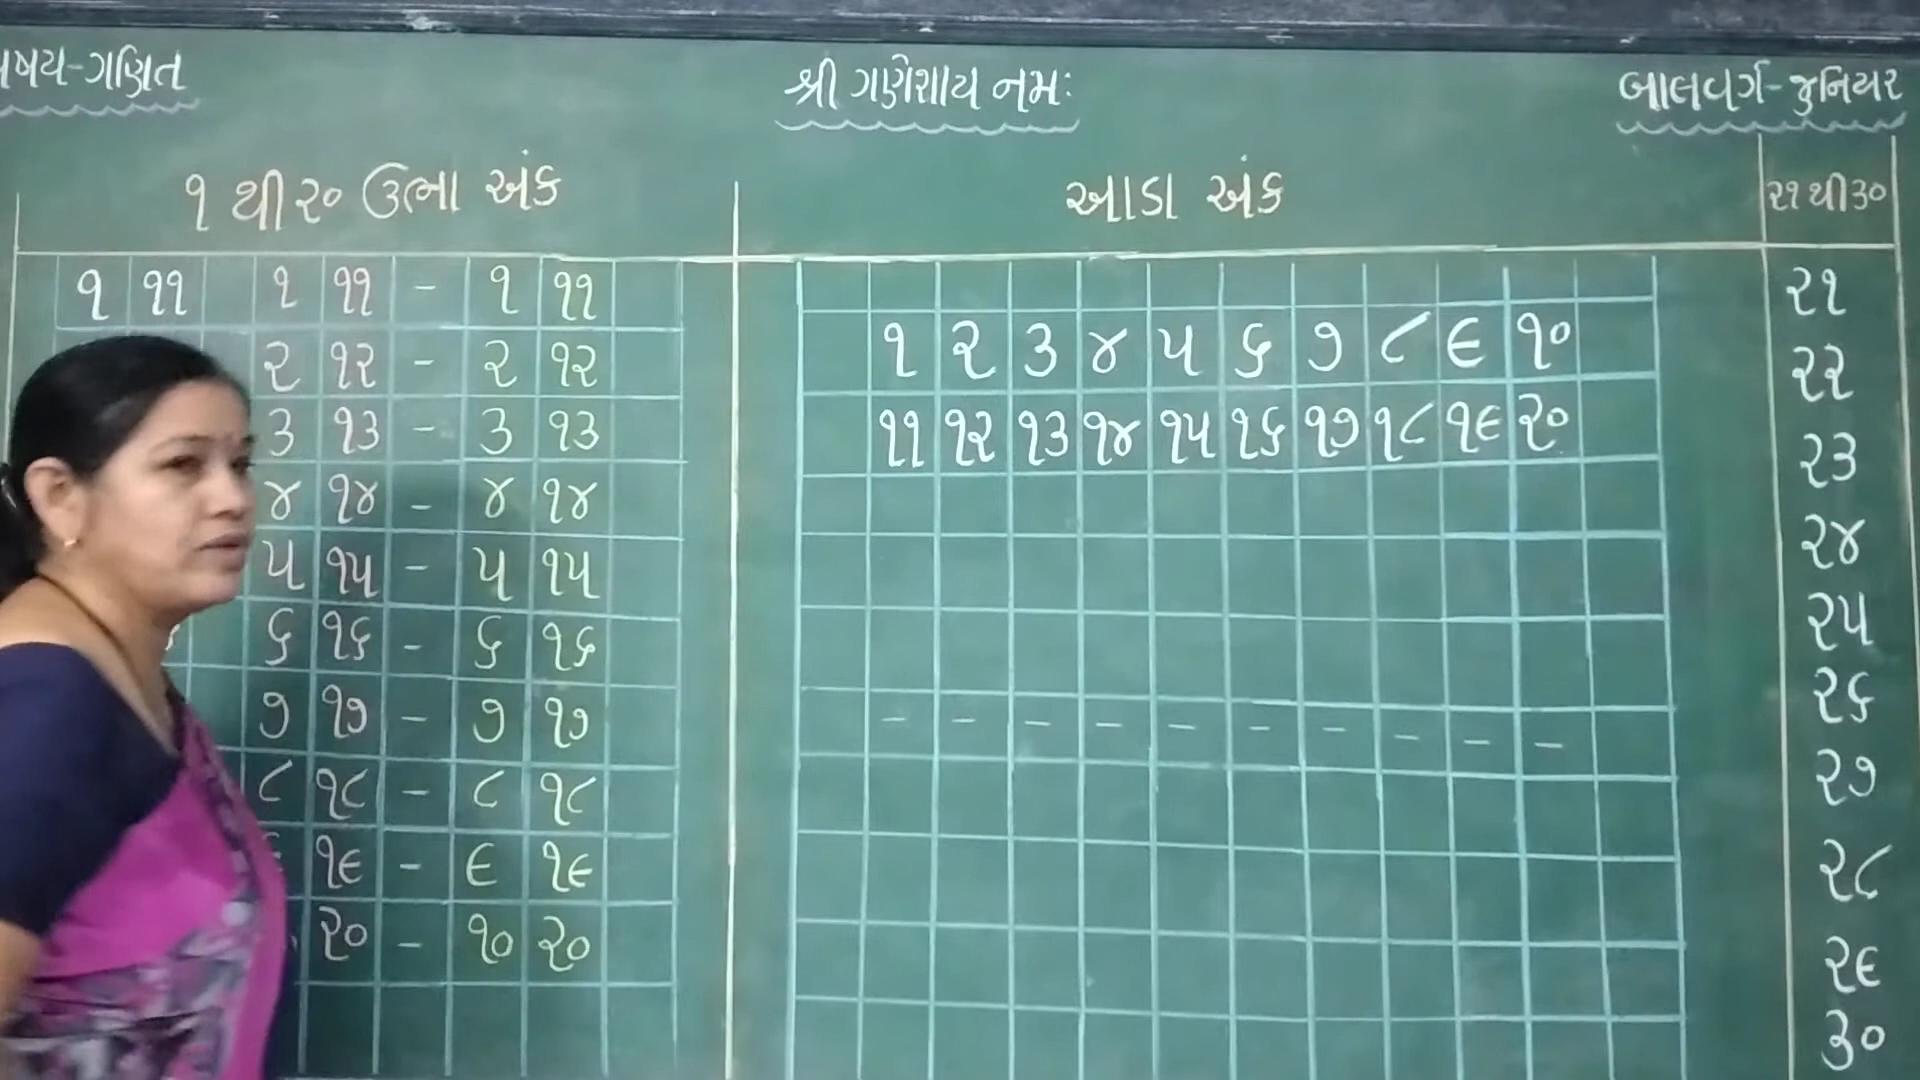 વિષય-ગણિત
શ્રી ગણેશાય નમઃ
બાલવર્ગ-જુનિયર
૧ થી ૨૦ ઉભા અંક
૧ ૧૧ ૧ ૧૧ - ૧ ૧૧
૨ ૧૨ - ૨ ૧૨
૩ ૧૩ - ૩ ૧૩
૪ ૧૪ - ૪ ૧૪
૫ ૧૫ - ૫ ૧૫
૬ ૧૬ - ૬ ૧૬
૭ ૧૭ - ૭ ૧૭
૮ ૧૮ - ૮ ૧૮
૧૯ - ૯ ૧૯
૨૦ - ૧૦ ૨૦
આડા અંક
૧ ૨ ૩ ૪ ૫ ૬ ૭ ૮ ૯ ૧૦
૧૧ ૧૨ ૧૩ ૧૪ ૧૫ ૧૬ ૧૭ ૧૮ ૧૯ ૨૦
- - - - - - - - - -
૨૧ થી ૩૦
૨૧
૨૨
૨૩
૨૪
૨૫
૨૬
૨૭
૨૮
૨૯
૩૦